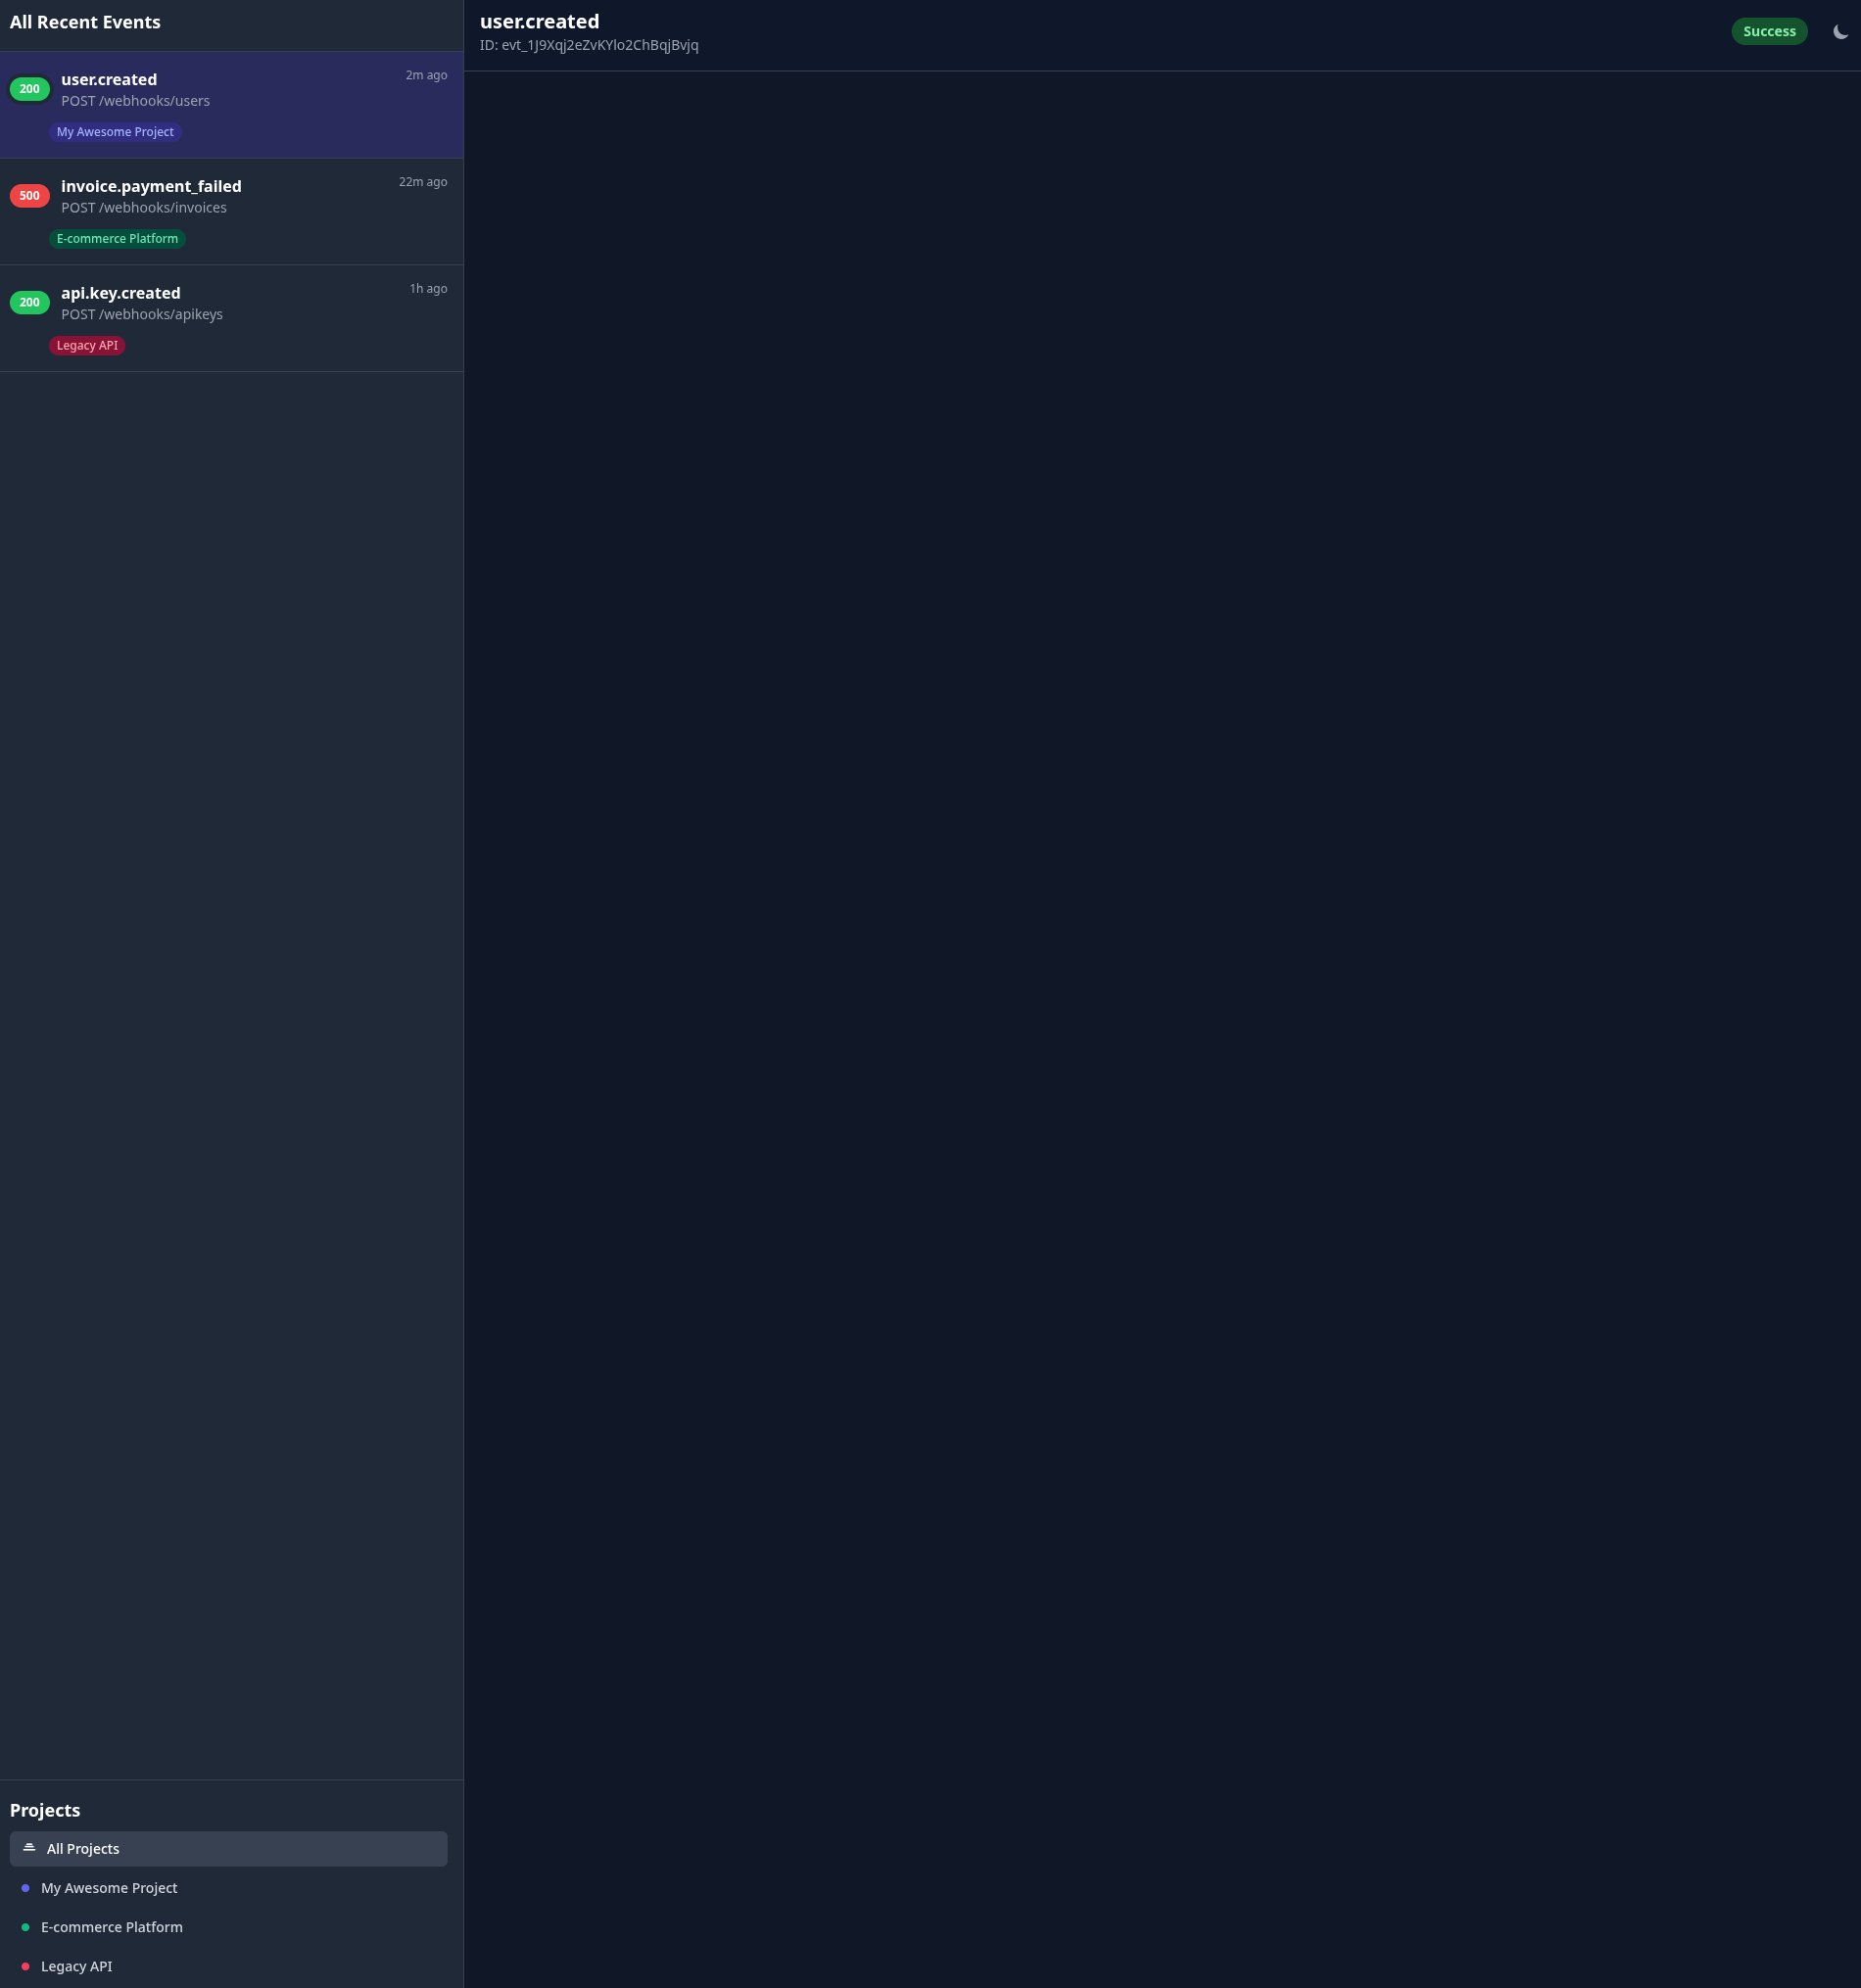 All Recent Events
200
user.created
2m ago
POST /webhooks/users
My Awesome Project
500
invoice.payment_failed
22m ago
POST /webhooks/invoices
E-commerce Platform
200
api.key.created
1h ago
POST /webhooks/apikeys
Legacy API
Projects
All Projects
My Awesome Project
E-commerce Platform
Legacy API
user.created
ID: evt_1J9Xqj2eZvKYlo2ChBqjBvjq
Success